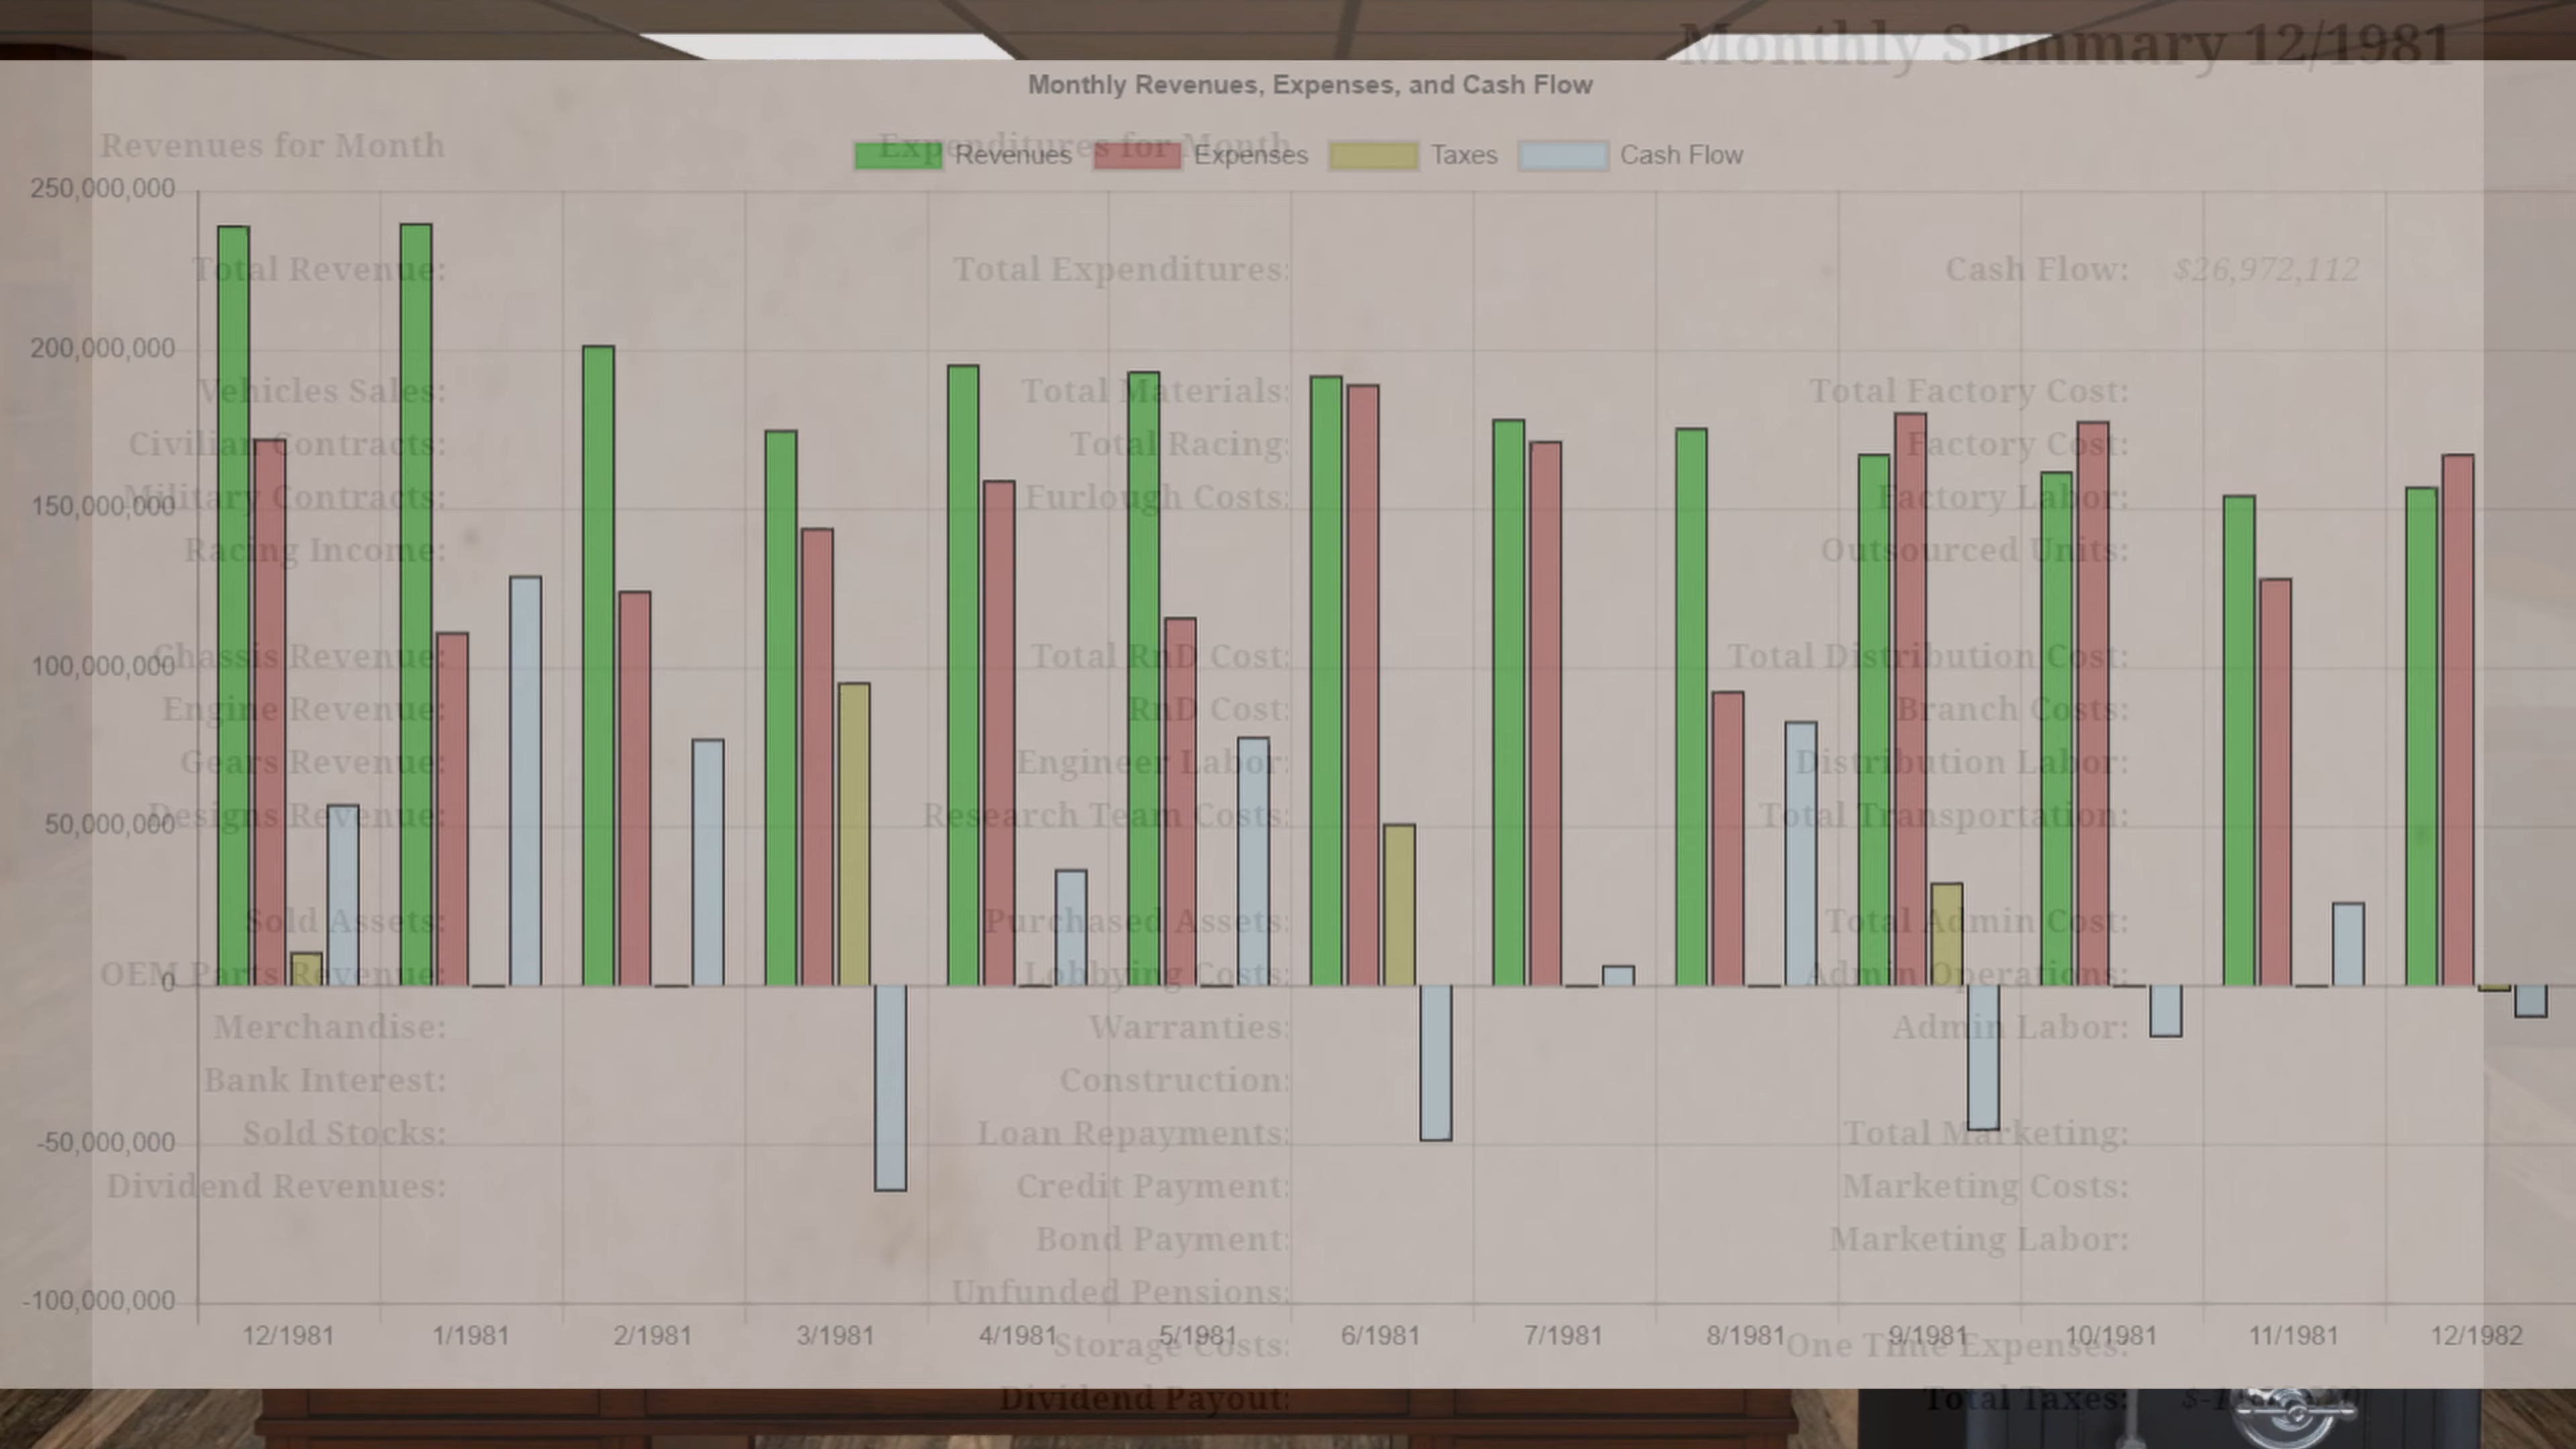 Monthly Summary 12/1981
Monthly Revenues, Expenses, and Cash Flow
Revenues for Month
Expenditures for Month
Revenues
Expenses
Taxes
Cash Flow
250,000,000
Total Revenue:
Total Expenditures:
Cash Flow: $26,972,112
200,000,000
Vehicles Sales:
Total Materials:
Total Factory Cost:
Civilian Contracts:
Total Racing:
Factory Cost:
Military Contracts:
150,000,000
Furlough Costs:
Factory Labor:
Racing Income:
Outsourced Units:
Chassis Revenue:
100,000,000
Total RnD Cost:
Total Distribution Cost:
Engine Revenue:
RnD Cost:
Branch Costs:
Gears Revenue:
Engineer Labor:
Distribution Labor:
Designs Revenue:
50,000,000
Research Team Costs:
Total Transportation:
Sold Assets:
Purchased Assets:
Total Admin Cost:
OEM Parts Revenue:
0
Lobbying Costs:
Admin Operations:
Merchandise:
Warranties:
Admin Labor:
Bank Interest:
Construction:
Sold Stocks:
-50,000,000
Loan Repayments:
Total Marketing:
Dividend Revenues:
Credit Payment:
Marketing Costs:
Bond Payment:
Marketing Labor:
Unfunded Pensions:
-100,000,000
12/1981 1/1981 2/1981 3/1981 4/1981 5/1981 6/1981 7/1981 8/1981 9/1981 10/1981 11/1981 12/1982
Storage Costs:
One Time Expenses:
Dividend Payout:
Total Taxes: